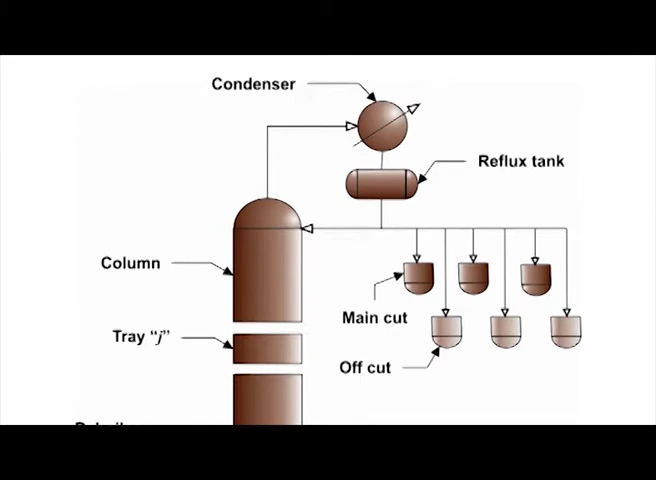 Condenser
Reflux tank
Column
Main cut
Tray “j”
Off cut